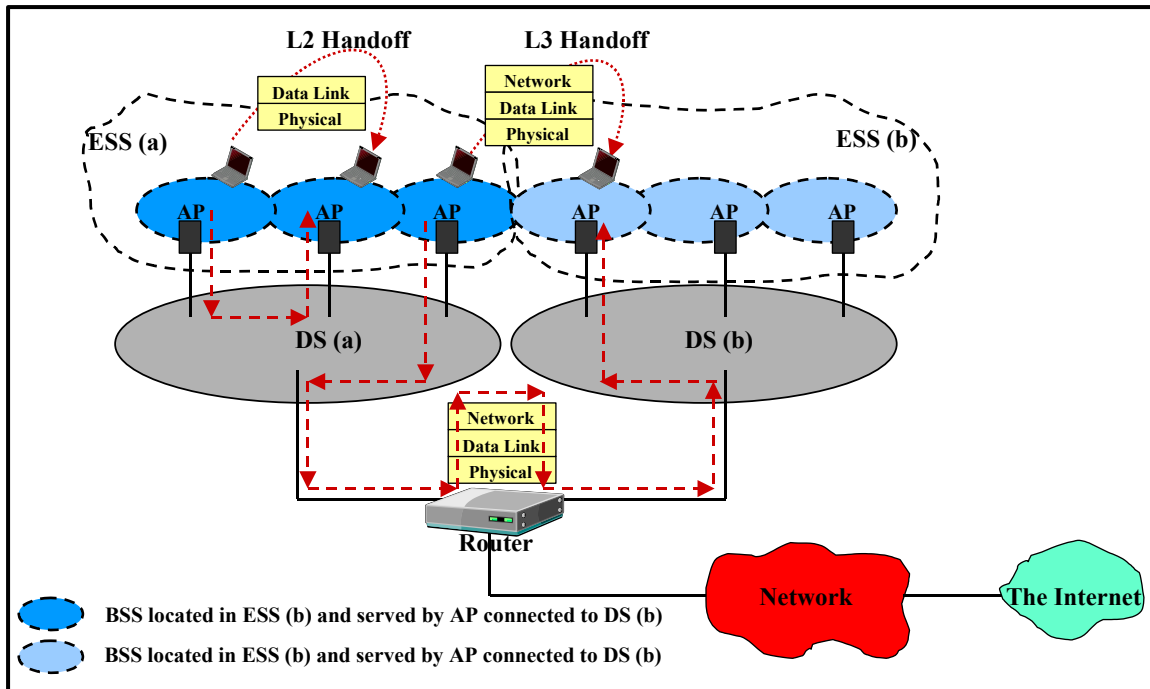 L2 Handoff
L3 Handoff
Network
Data Link
Physical
Data Link
Physical
ESS (a)
ESS (b)
AP
AP
AP
AP
AP
AP
DS (a)
DS (b)
Network
Data Link
Physical
Router
Network
The Internet
BSS located in ESS (b) and served by AP connected to DS (b)
BSS located in ESS (b) and served by AP connected to DS (b)